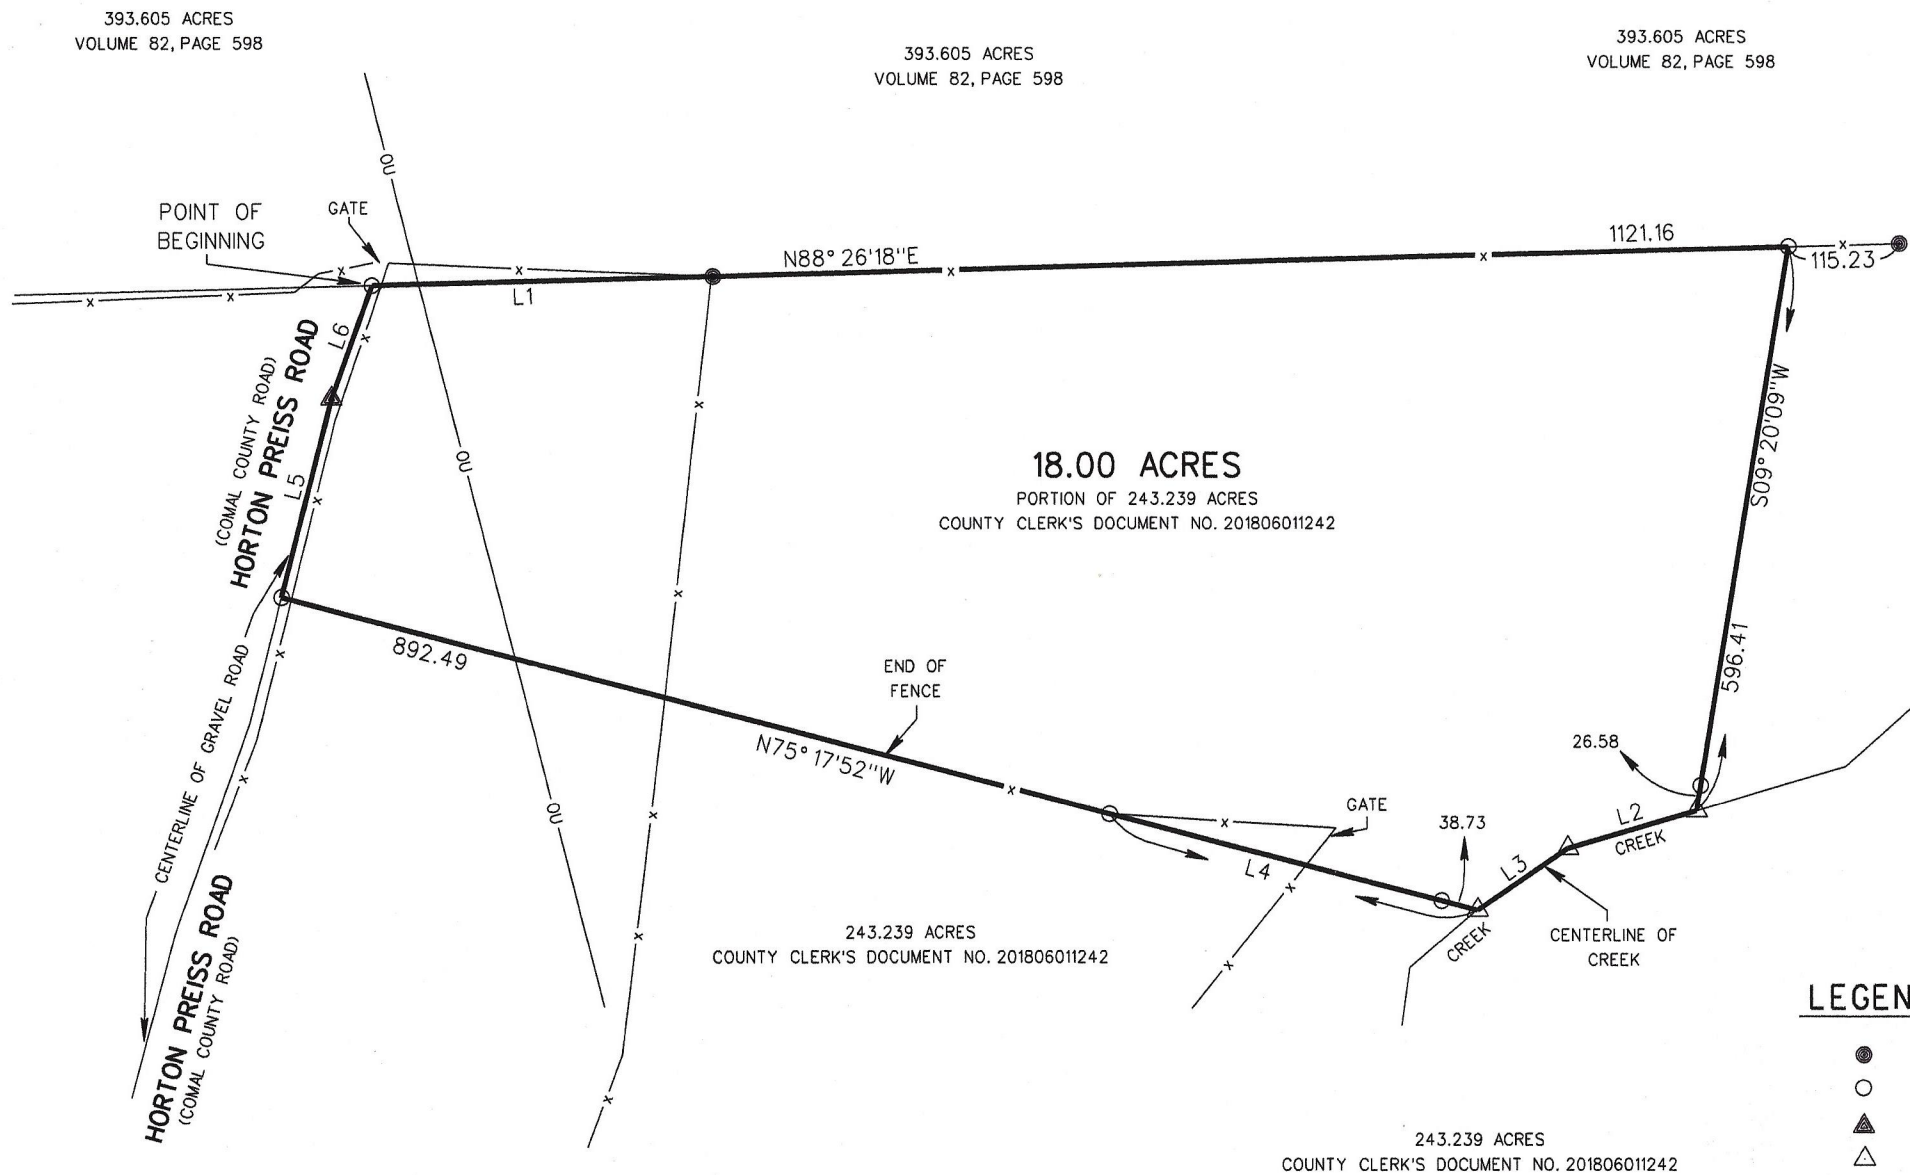 393.605 ACRES
VOLUME 82, PAGE 598
393.605 ACRES
VOLUME 82, PAGE 598
393.605 ACRES
VOLUME 82, PAGE 598
OU
POINT OF
BEGINNING
GATE
N88° 26'18"E
1121.16
115.23
L1
L6
(COMAL COUNTY ROAD)
HORTON PREISS ROAD
L5
OU
18.00 ACRES
PORTION OF 243.239 ACRES
COUNTY CLERK'S DOCUMENT NO. 201806011242
S09° 20'09"W
596.41
892.49
END OF
FENCE
N75° 17'52"W
CENTERLINE OF GRAVEL ROAD
OU
26.58
GATE
38.73
L2
CREEK
L3
L4
CREEK
CENTERLINE OF
CREEK
HORTON PREISS ROAD
(COMAL COUNTY ROAD)
243.239 ACRES
COUNTY CLERK'S DOCUMENT NO. 201806011242
LEGEN
243.239 ACRES
COUNTY CLERK'S DOCUMENT NO. 201806011242